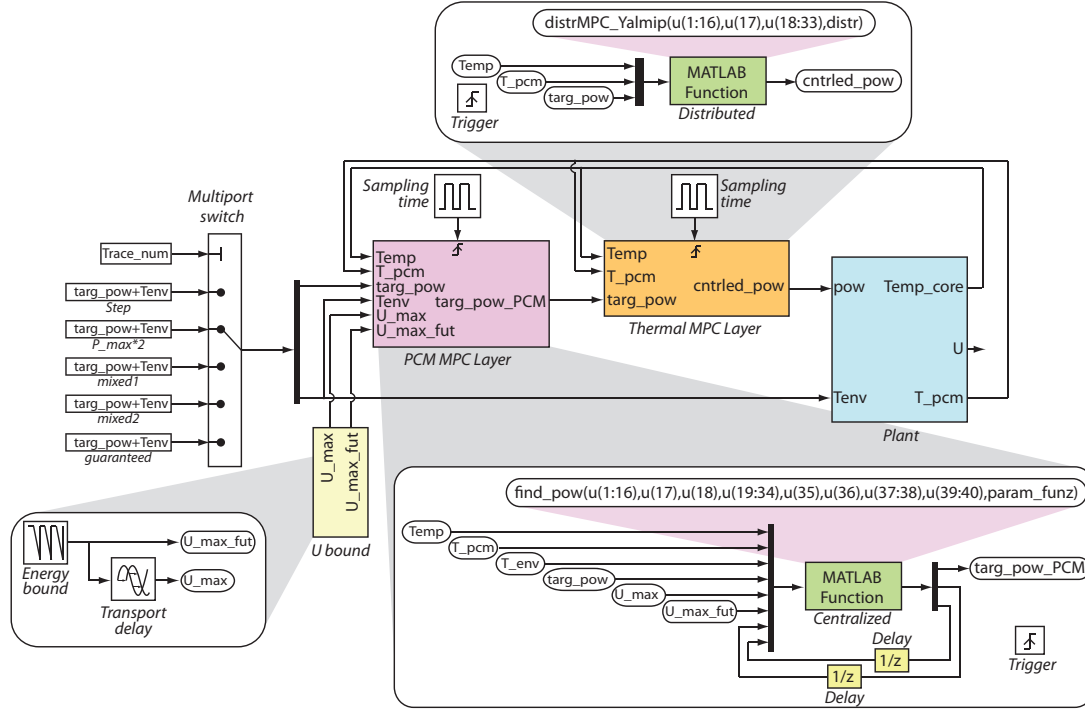 distrMPC_Yalmip(u(1:16),u(17),u(18:33),distr)
Temp
T_pcm
targ_pow
Trigger
MATLAB
Function
Distributed
cntrled_pow
Multiport
switch
Sampling
time
Sampling
time
Trace_num
targ_pow+Tenv
Step
targ_pow+Tenv
P_max*2
targ_pow+Tenv
mixed1
targ_pow+Tenv
mixed2
targ_pow+Tenv
guaranteed
Temp
T_pcm
targ_pow
Tenv
U_max
U_max_fut
targ_pow_PCM
PCM MPC Layer
Temp
T_pcm
targ_pow
cntrled_pow
Thermal MPC Layer
pow
Temp_core
U
Tenv
T_pcm
Plant
U_max
U_max_fut
U bound
Energy
bound
Transport
delay
U_max_fut
U_max
find_pow(u(1:16),u(17),u(18),u(19:34),u(35),u(36),u(37:38),u(39:40),param_funz)
Temp
T_pcm
T_env
targ_pow
U_max
U_max_fut
MATLAB
Function
Centralized
targ_pow_PCM
Delay
1/z
1/z
Delay
Trigger